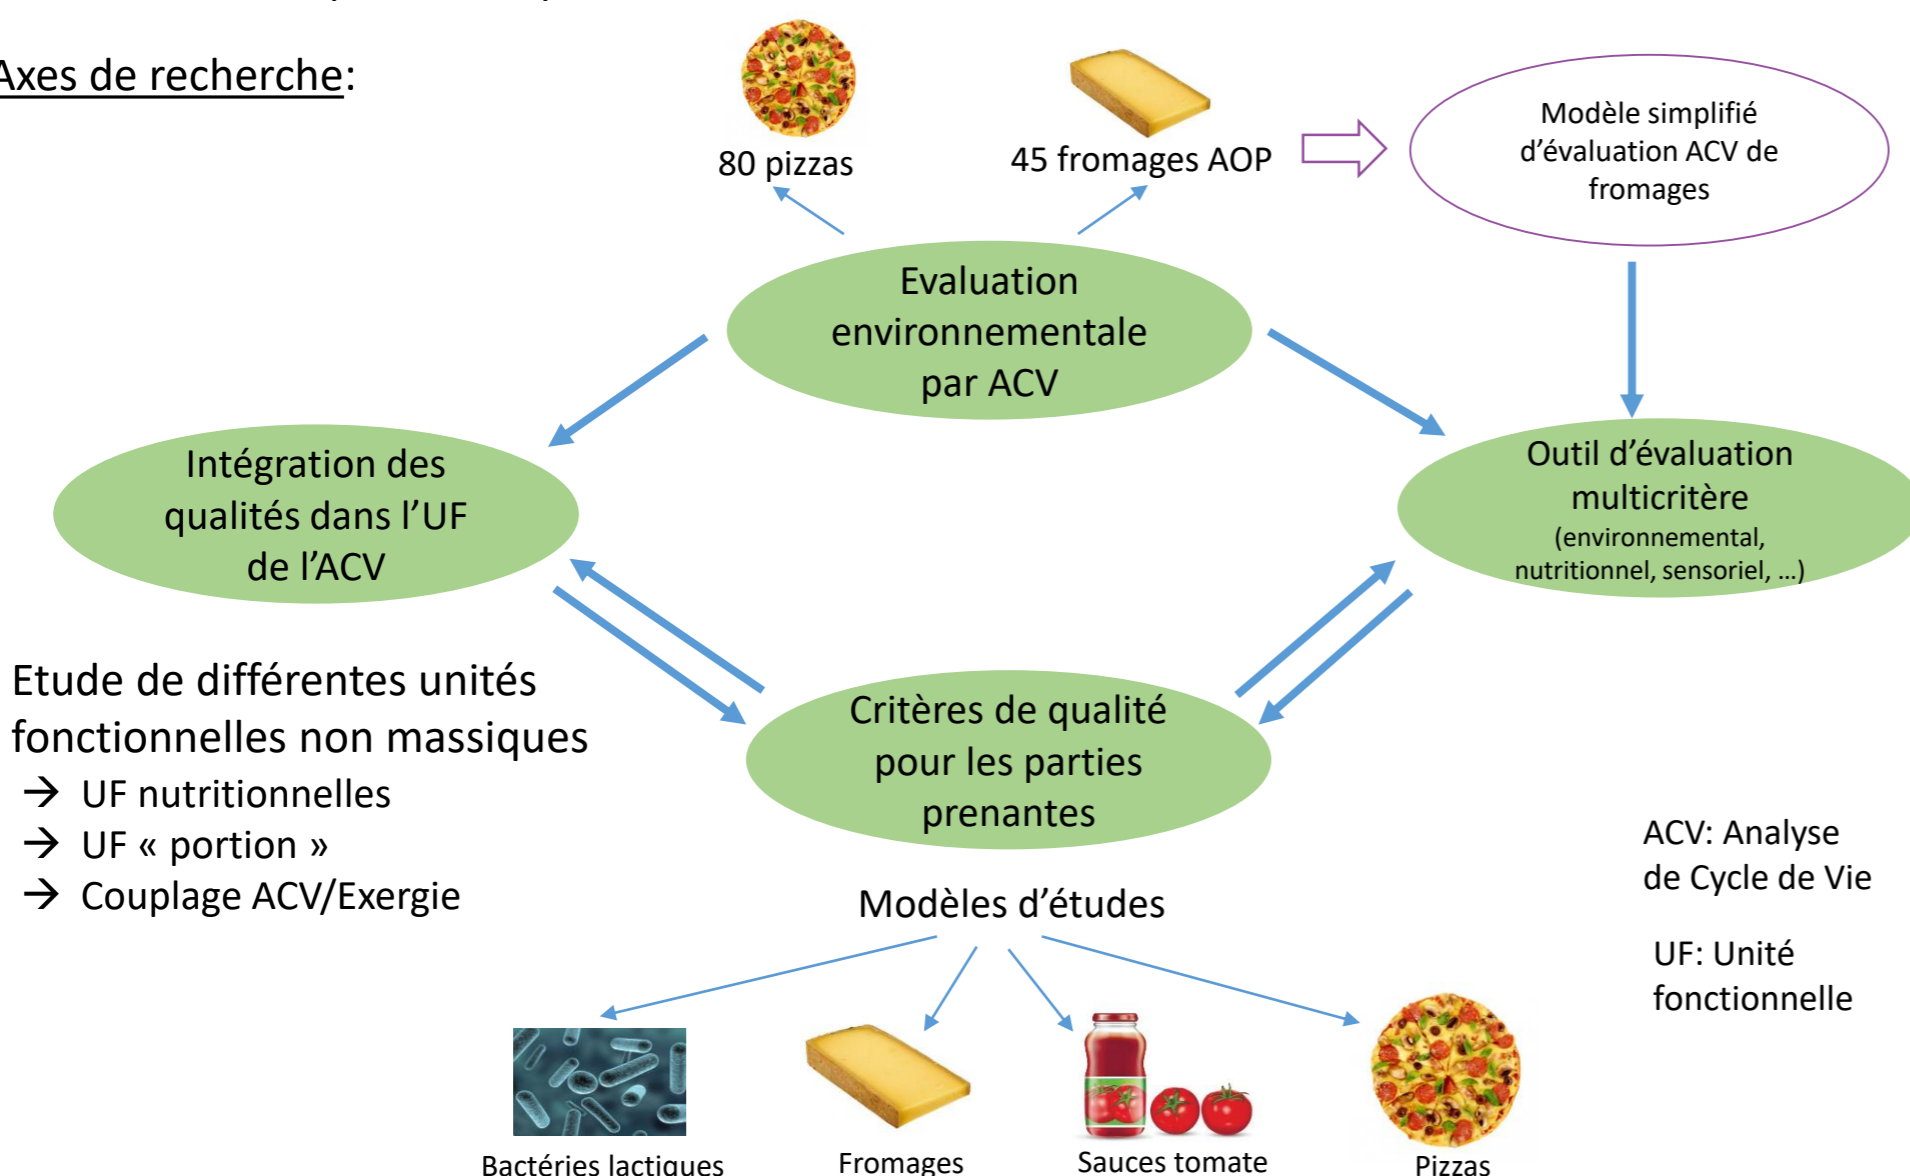 Axes de recherche:
80 pizzas
45 fromages AOP
Modèle simplifié
d'évaluation ACV de
fromages
Evaluation
environnementale
par ACV
Intégration des
qualités dans l'UF
de l'ACV
Outil d'évaluation
multicritère
(environnemental,
nutritionnel, sensoriel, …)
Etude de différentes unités
fonctionnelles non massiques
→ UF nutritionnelles
→ UF « portion »
→ Couplage ACV/Exergie
Critères de qualité
pour les parties
prenantes
ACV: Analyse
de Cycle de Vie
UF: Unité
fonctionnelle
Modèles d'études
Bactéries lactiques
Fromages
Sauces tomate
Pizzas